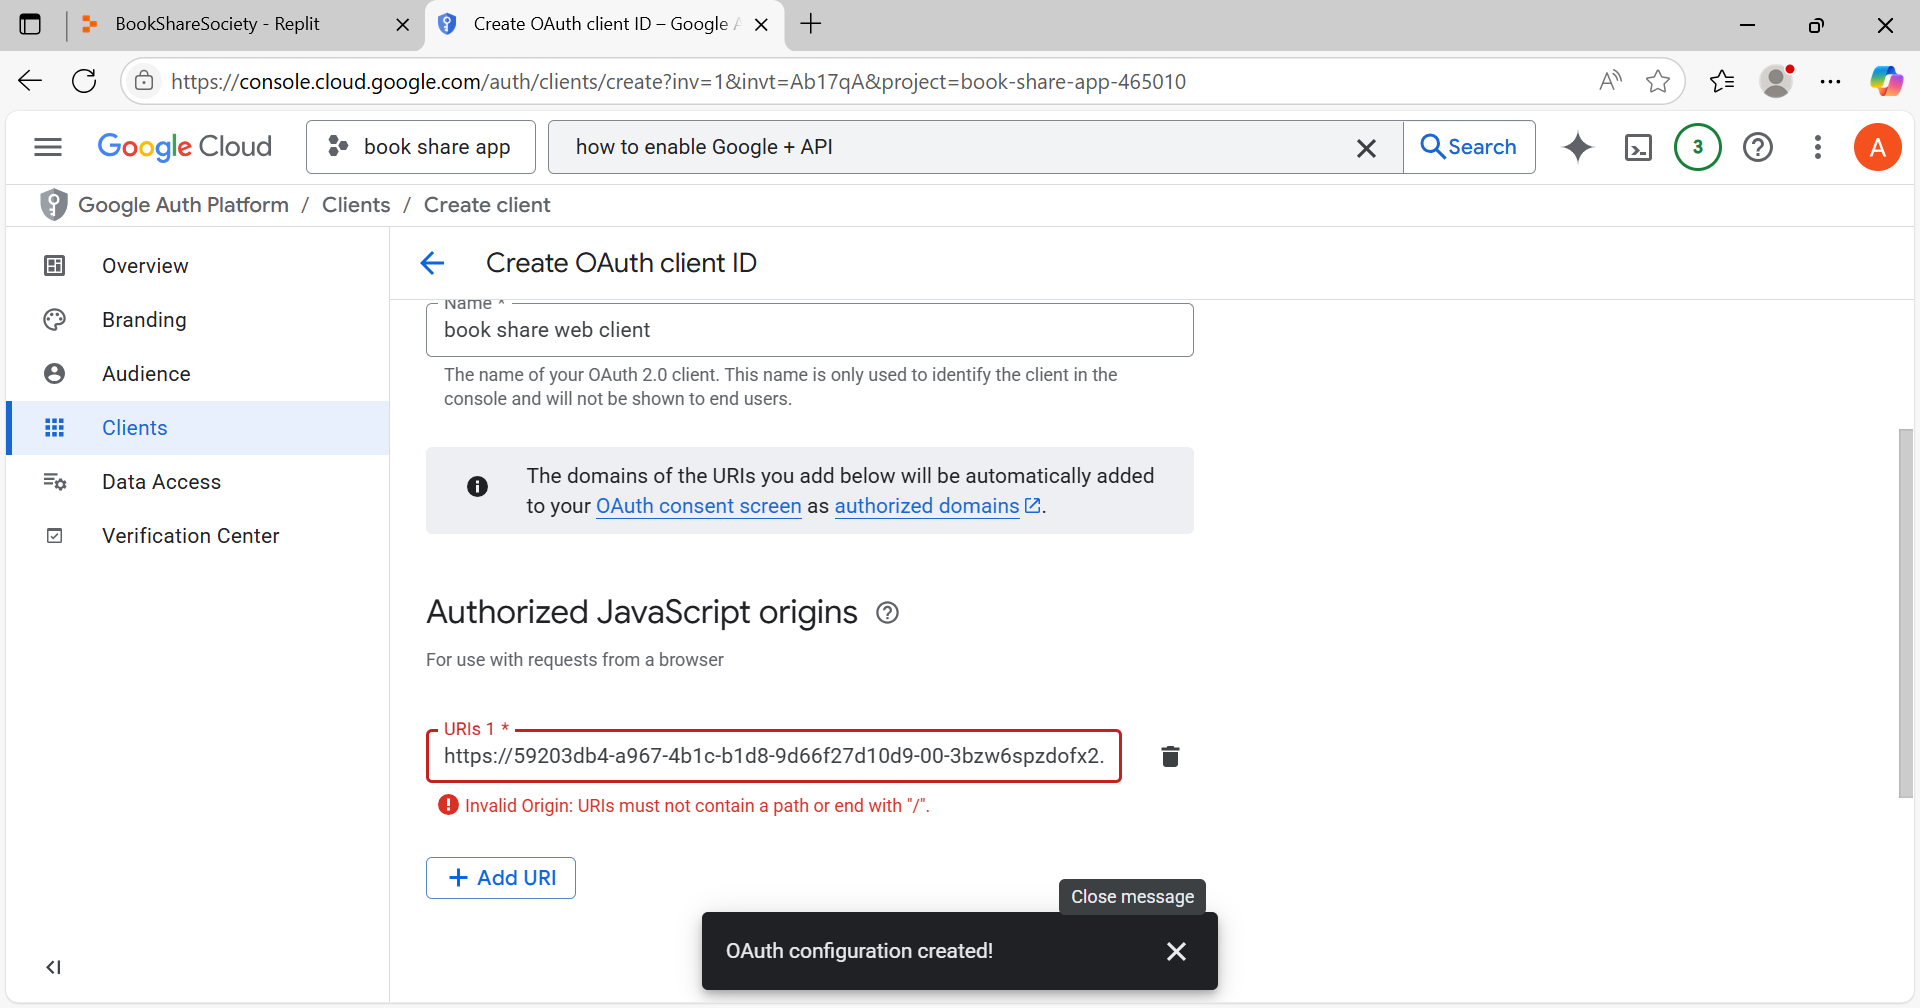 BookShareSociety - Replit
Create OAuth client ID – Google A
https://console.cloud.google.com/auth/clients/create?inv=1&invt=Ab17qA&project=book-share-app-465010
Google Cloud
book share app
how to enable Google + API
Search
3
A
Google Auth Platform / Clients / Create client
Overview
Branding
Audience
Clients
Data Access
Verification Center
Create OAuth client ID
Name *
book share web client
The name of your OAuth 2.0 client. This name is only used to identify the client in the
console and will not be shown to end users.
The domains of the URIs you add below will be automatically added
to your OAuth consent screen as authorized domains.
Authorized JavaScript origins
For use with requests from a browser
URIs 1 *
https://59203db4-a967-4b1c-b1d8-9d66f27d10d9-00-3bzw6spzdofx2.
Invalid Origin: URIs must not contain a path or end with "/".
+ Add URI
Close message
OAuth configuration created!